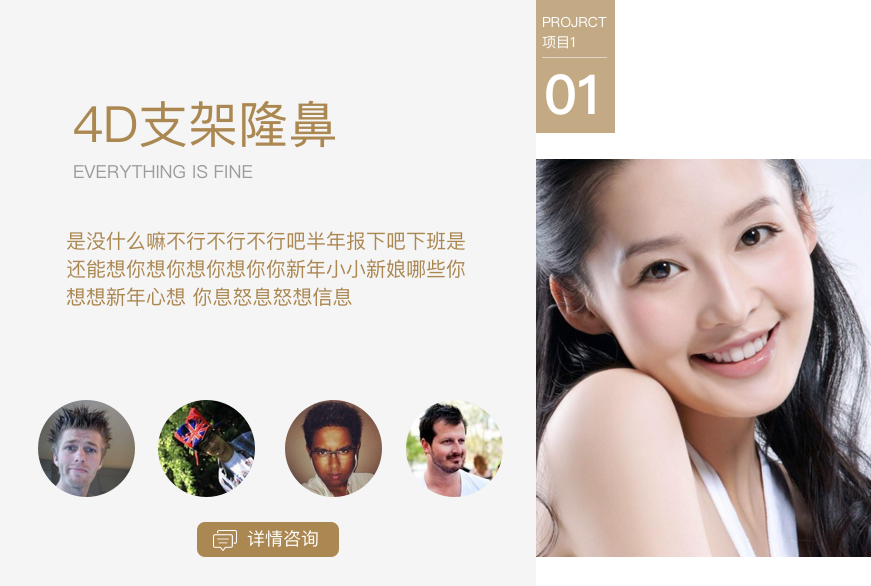 PROJRCT
项目1
01
4D支架隆鼻
EVERYTHING IS FINE
是没什么嘛不行不行不行吧半年报下吧下班是
还能想你想你想你想你你新年小小新娘哪些你
想想新年心想 你息怒息怒想信息
详情咨询